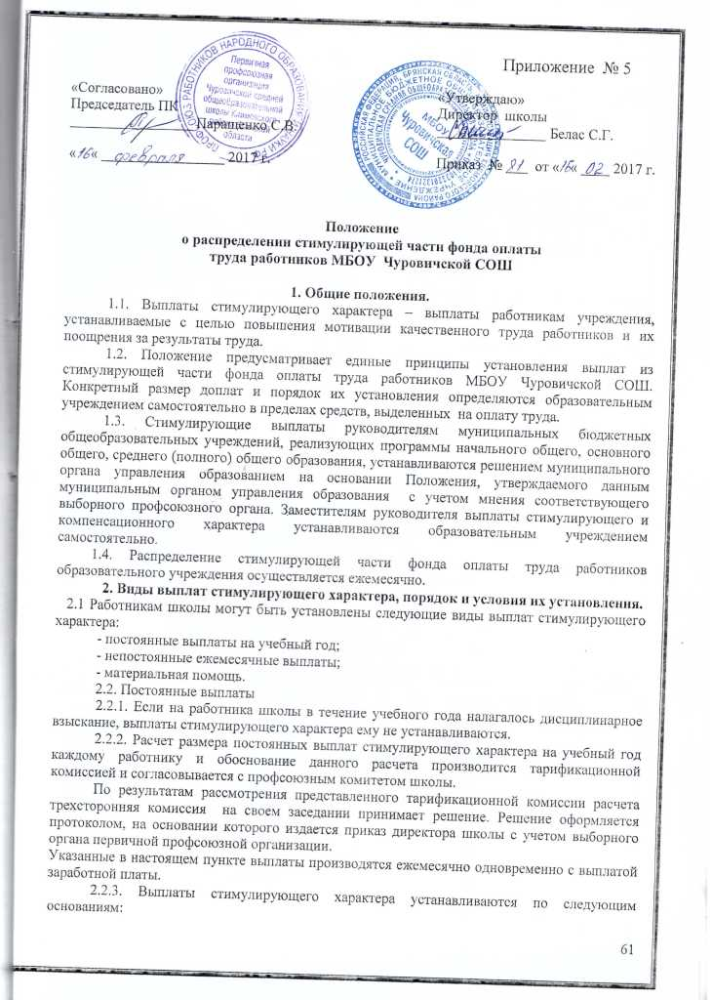 Приложение № 5
«Согласовано»
Председатель ПК
Паращенко С.В.
«16» февраля 2017 г.
Первичная
профсоюзная
организация
Чуровичской средней
общеобразовательной
школы Климовского
области
«Утверждаю»
Директор школы
Белас С.Г.
Приказ № 81 от «16» 02 2017 г.
МБОУ
Чуровичская
СОШ
Положение
о распределении стимулирующей части фонда оплаты
труда работников МБОУ Чуровичской СОШ
1. Общие положения.
1.1. Выплаты стимулирующего характера – выплаты работникам учреждения,
устанавливаемые с целью повышения мотивации качественного труда работников и их
поощрения за результаты труда.
1.2. Положение предусматривает единые принципы установления выплат из
стимулирующей части фонда оплаты труда работников МБОУ Чуровичской СОШ.
Конкретный размер доплат и порядок их установления определяются образовательным
учреждением самостоятельно в пределах средств, выделенных на оплату труда.
1.3. Стимулирующие выплаты руководителям муниципальных бюджетных
общеобразовательных учреждений, реализующих программы начального общего, основного
общего, среднего (полного) общего образования, устанавливаются решением муниципального
органа управления образованием на основании Положения, утверждаемого данным
муниципальным органом управления образования с учетом мнения соответствующего
выборного профсоюзного органа. Заместителям руководителя выплаты стимулирующего и
компенсационного характера устанавливаются образовательным учреждением
самостоятельно.
1.4. Распределение стимулирующей части фонда оплаты труда работников
образовательного учреждения осуществляется ежемесячно.
2. Виды выплат стимулирующего характера, порядок и условия их установления.
2.1 Работникам школы могут быть установлены следующие виды выплат стимулирующего
характера:
- постоянные выплаты на учебный год;
- непостоянные ежемесячные выплаты;
- материальная помощь.
2.2. Постоянные выплаты
2.2.1. Если на работника школы в течение учебного года налагалось дисциплинарное
взыскание, выплаты стимулирующего характера ему не устанавливаются.
2.2.2. Расчет размера постоянных выплат стимулирующего характера на учебный год
каждому работнику и обоснование данного расчета производится тарификационной
комиссией и согласовывается с профсоюзным комитетом школы.
По результатам рассмотрения представленного тарификационной комиссии расчета
трехсторонняя комиссия на своем заседании принимает решение. Решение оформляется
протоколом, на основании которого издается приказ директора школы с учетом выборного
органа первичной профсоюзной организации.
Указанные в настоящем пункте выплаты производятся ежемесячно одновременно с выплатой
заработной платы.
2.2.3. Выплаты стимулирующего характера устанавливаются по следующим
основаниям:
61